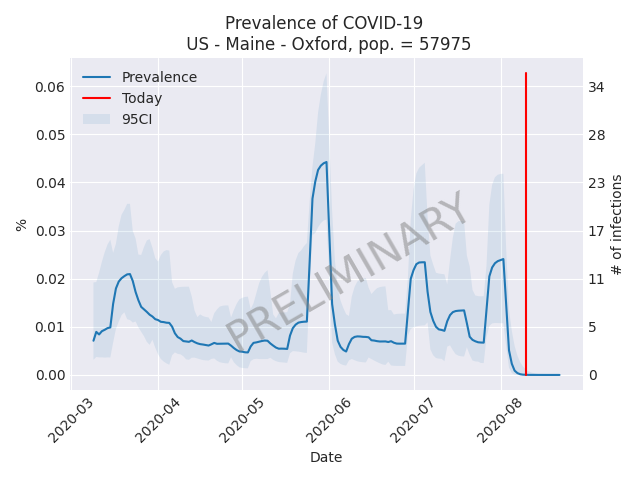 Prevalence of COVID-19
US - Maine - Oxford, pop. = 57975
Prevalence
Today
95CI
PRELIMINARY
%
0.06
0.05
0.04
0.03
0.02
0.01
0.00
34
28
23
17
11
5
0
# of infections
2020-03
2020-04
2020-05
2020-06
2020-07
2020-08
Date